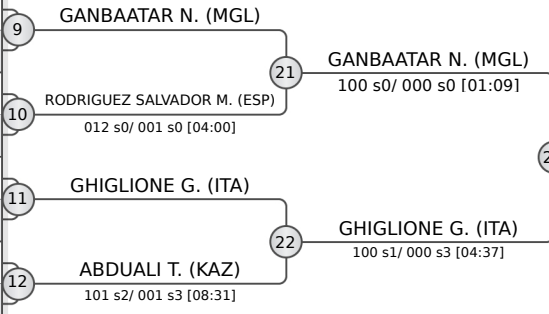 GANBAATAR N. (MGL)
9
21
GANBAATAR N. (MGL)
100 s0/ 000 s0 [01:09]
RODRIGUEZ SALVADOR M. (ESP)
10
012 s0/ 001 s0 [04:00]
GHIGLIONE G. (ITA)
11
22
GHIGLIONE G. (ITA)
100 s1/ 000 s3 [04:37]
ABDUALI T. (KAZ)
12
101 s2/ 001 s3 [08:31]